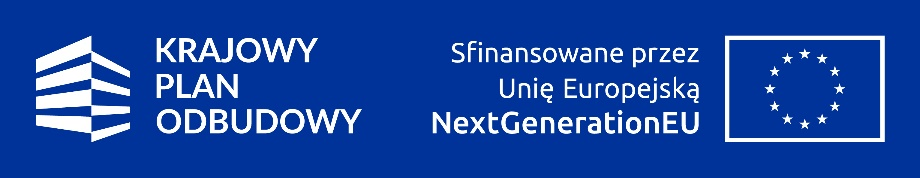 KRAJOWY
PLAN
ODBUDOWY
Sfinansowane przez
Unię Europejską
NextGenerationEU